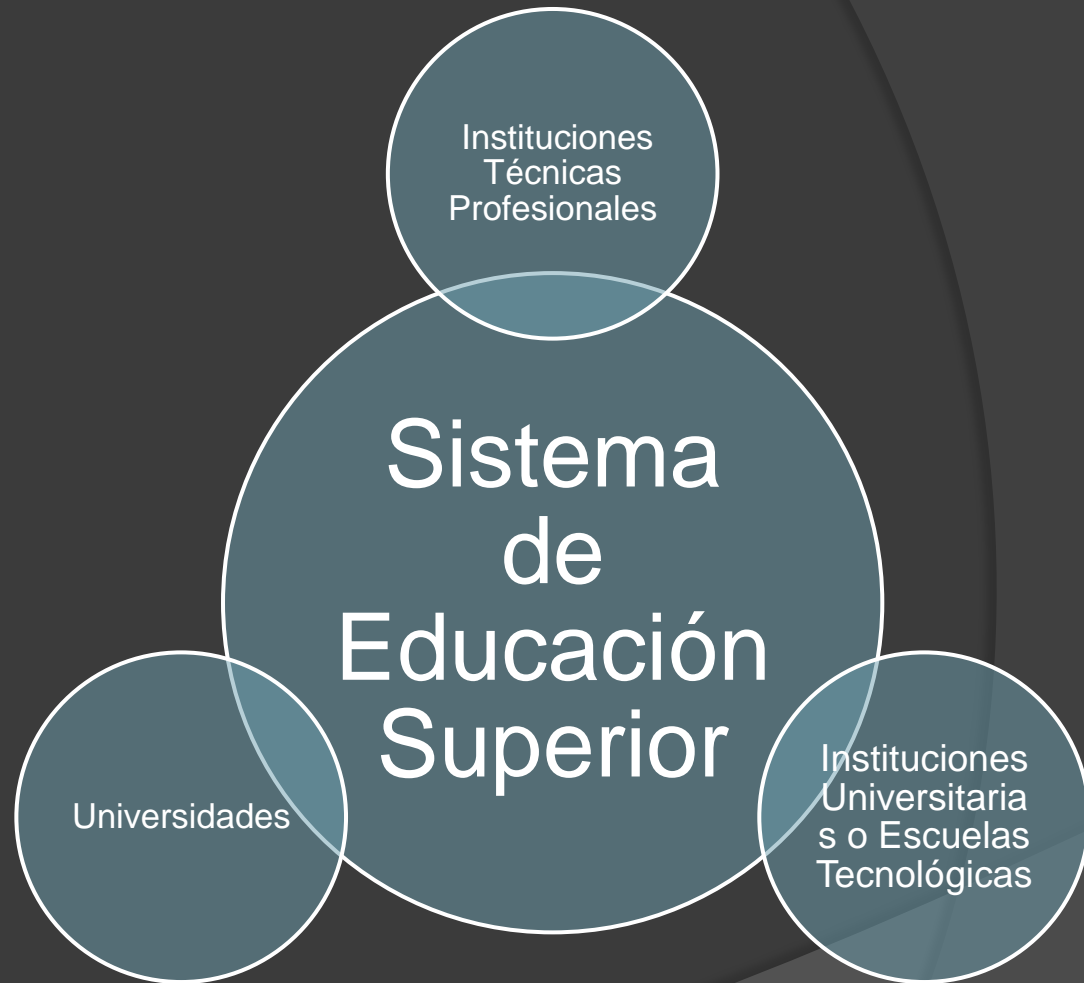 Instituciones
Técnicas
Profesionales
Sistema
de
Educación
Superior
Universidades
Instituciones
Universitaria
s o Escuelas
Tecnológicas